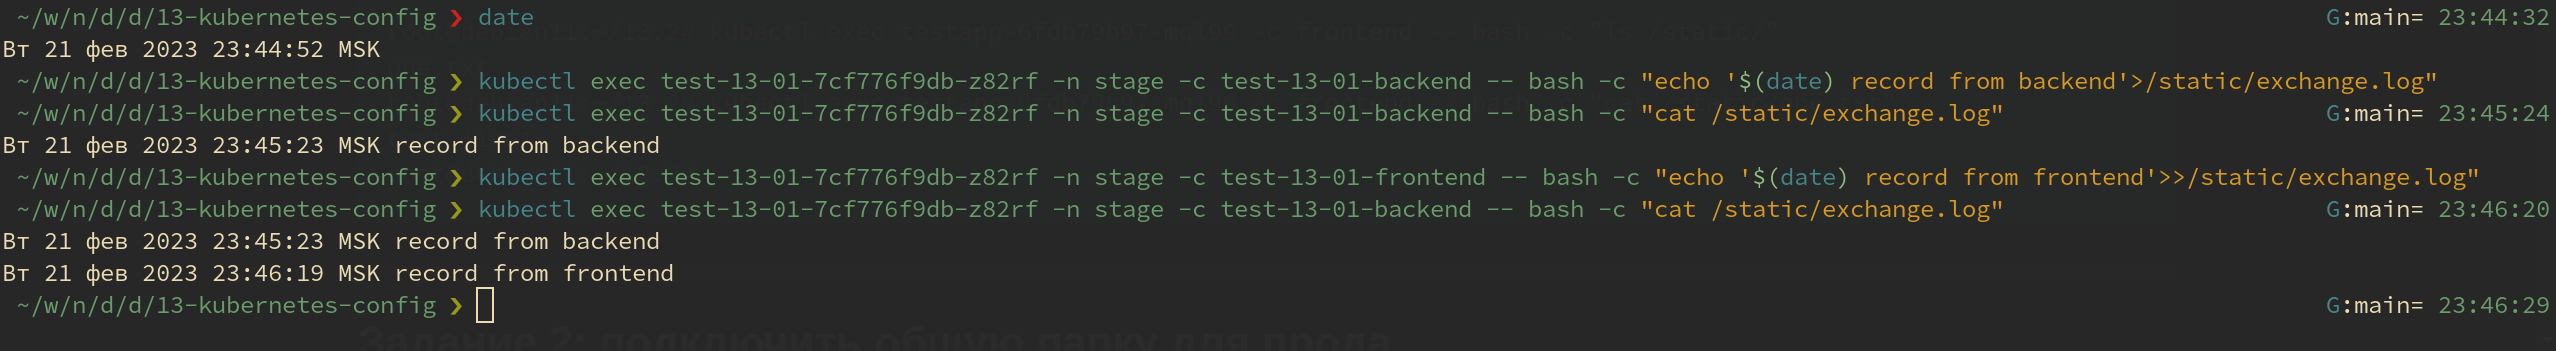 ~/w/n/d/d/13-kubernetes-config ❯ date G:main= 23:44:32
Вт 21 фев 2023 23:44:52 MSK
~/w/n/d/d/13-kubernetes-config ❯ kubectl exec test-13-01-7cf776f9db-z82rf -n stage -c test-13-01-backend -- bash -c "echo '$(date) record from backend'>/static/exchange.log"
~/w/n/d/d/13-kubernetes-config ❯ kubectl exec test-13-01-7cf776f9db-z82rf -n stage -c test-13-01-backend -- bash -c "cat /static/exchange.log" G:main= 23:45:24
Вт 21 фев 2023 23:45:23 MSK record from backend
~/w/n/d/d/13-kubernetes-config ❯ kubectl exec test-13-01-7cf776f9db-z82rf -n stage -c test-13-01-frontend -- bash -c "echo '$(date) record from frontend'>>/static/exchange.log"
~/w/n/d/d/13-kubernetes-config ❯ kubectl exec test-13-01-7cf776f9db-z82rf -n stage -c test-13-01-backend -- bash -c "cat /static/exchange.log" G:main= 23:46:20
Вт 21 фев 2023 23:45:23 MSK record from backend
Вт 21 фев 2023 23:46:19 MSK record from frontend
~/w/n/d/d/13-kubernetes-config ❯ G:main= 23:46:29
Задание 2: подключить общую папку для прода